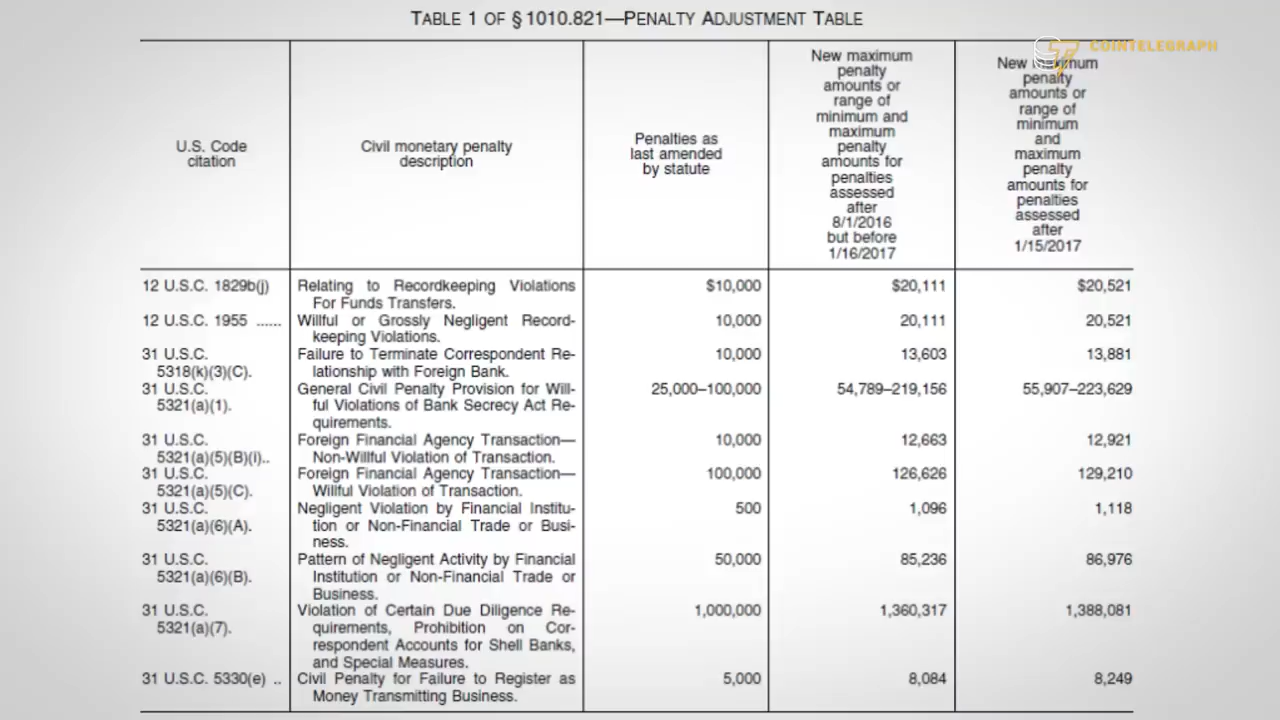 TABLE 1 OF § 1010.821—PENALTY ADJUSTMENT TABLE
COINTELEGRAPH
U.S. Code
citation
Civil monetary penalty
description
Penalties as
last amended
by statute
New maximum
penalty
amounts or
range of
minimum and
maximum
penalty
amounts for
penalties
assessed
after
8/1/2016
but before
1/16/2017
New maximum
penalty
amounts or
range of
minimum
and
maximum
penalty
amounts for
penalties
assessed
after
1/15/2017
12 U.S.C. 1829b(j) Relating to Recordkeeping Violations $10,000 $20,111 $20,521
For Funds Transfers.
12 U.S.C. 1955 ...... Willful or Grossly Negligent Record- 10,000 20,111 20,521
keeping Violations.
31 U.S.C. Failure to Terminate Correspondent Re- 10,000 13,603 13,881
5318(k)(3)(C). lationship with Foreign Bank.
31 U.S.C. General Civil Penalty Provision for Will- 25,000–100,000 54,789–219,156 55,907–223,629
5321(a)(1). ful Violations of Bank Secrecy Act Re-
quirements.
31 U.S.C. Foreign Financial Agency Transaction— 10,000 12,663 12,921
5321(a)(5)(B)(i).. Non-Willful Violation of Transaction.
31 U.S.C. Foreign Financial Agency Transaction— 100,000 126,626 129,210
5321(a)(5)(C). Willful Violation of Transaction.
31 U.S.C. Negligent Violation by Financial Institu- 500 1,096 1,118
5321(a)(6)(A). tion or Non-Financial Trade or Busi-
ness.
31 U.S.C. Pattern of Negligent Activity by Financial 50,000 85,236 86,976
5321(a)(6)(B). Institution or Non-Financial Trade or
Business.
31 U.S.C. Violation of Certain Due Diligence Re- 1,000,000 1,360,317 1,388,081
5321(a)(7). quirements, Prohibition on Cor-
respondent Accounts for Shell Banks,
and Special Measures.
31 U.S.C. 5330(e) .. Civil Penalty for Failure to Register as 5,000 8,084 8,249
Money Transmitting Business.